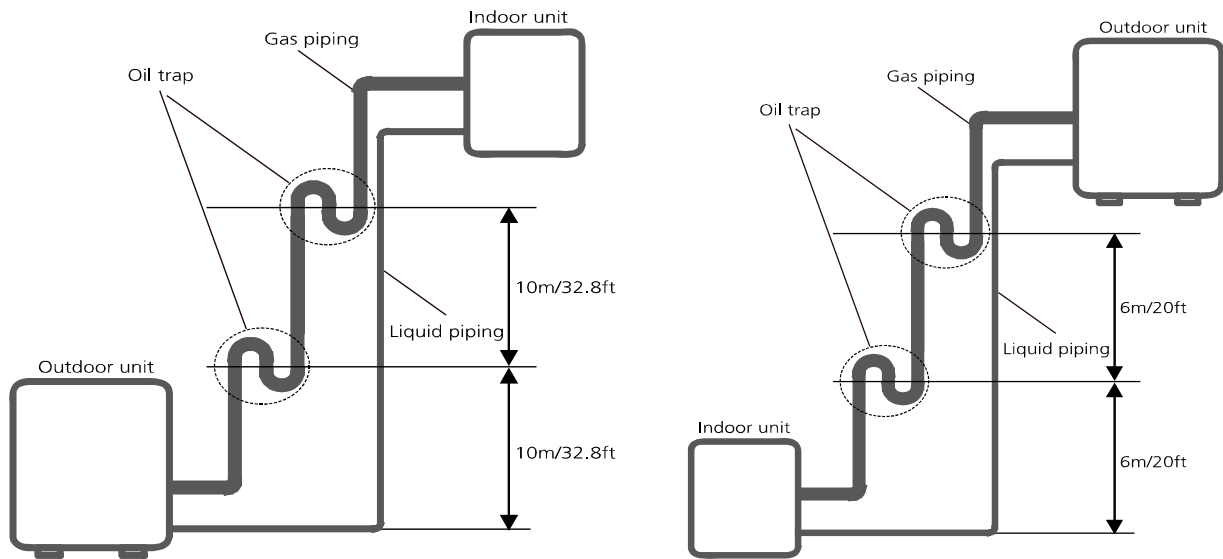 Indoor unit
Gas piping
Oil trap
10m/32.8ft
Liquid piping
Outdoor unit
10m/32.8ft
Outdoor unit
Gas piping
Oil trap
6m/20ft
Liquid piping
Indoor unit
6m/20ft